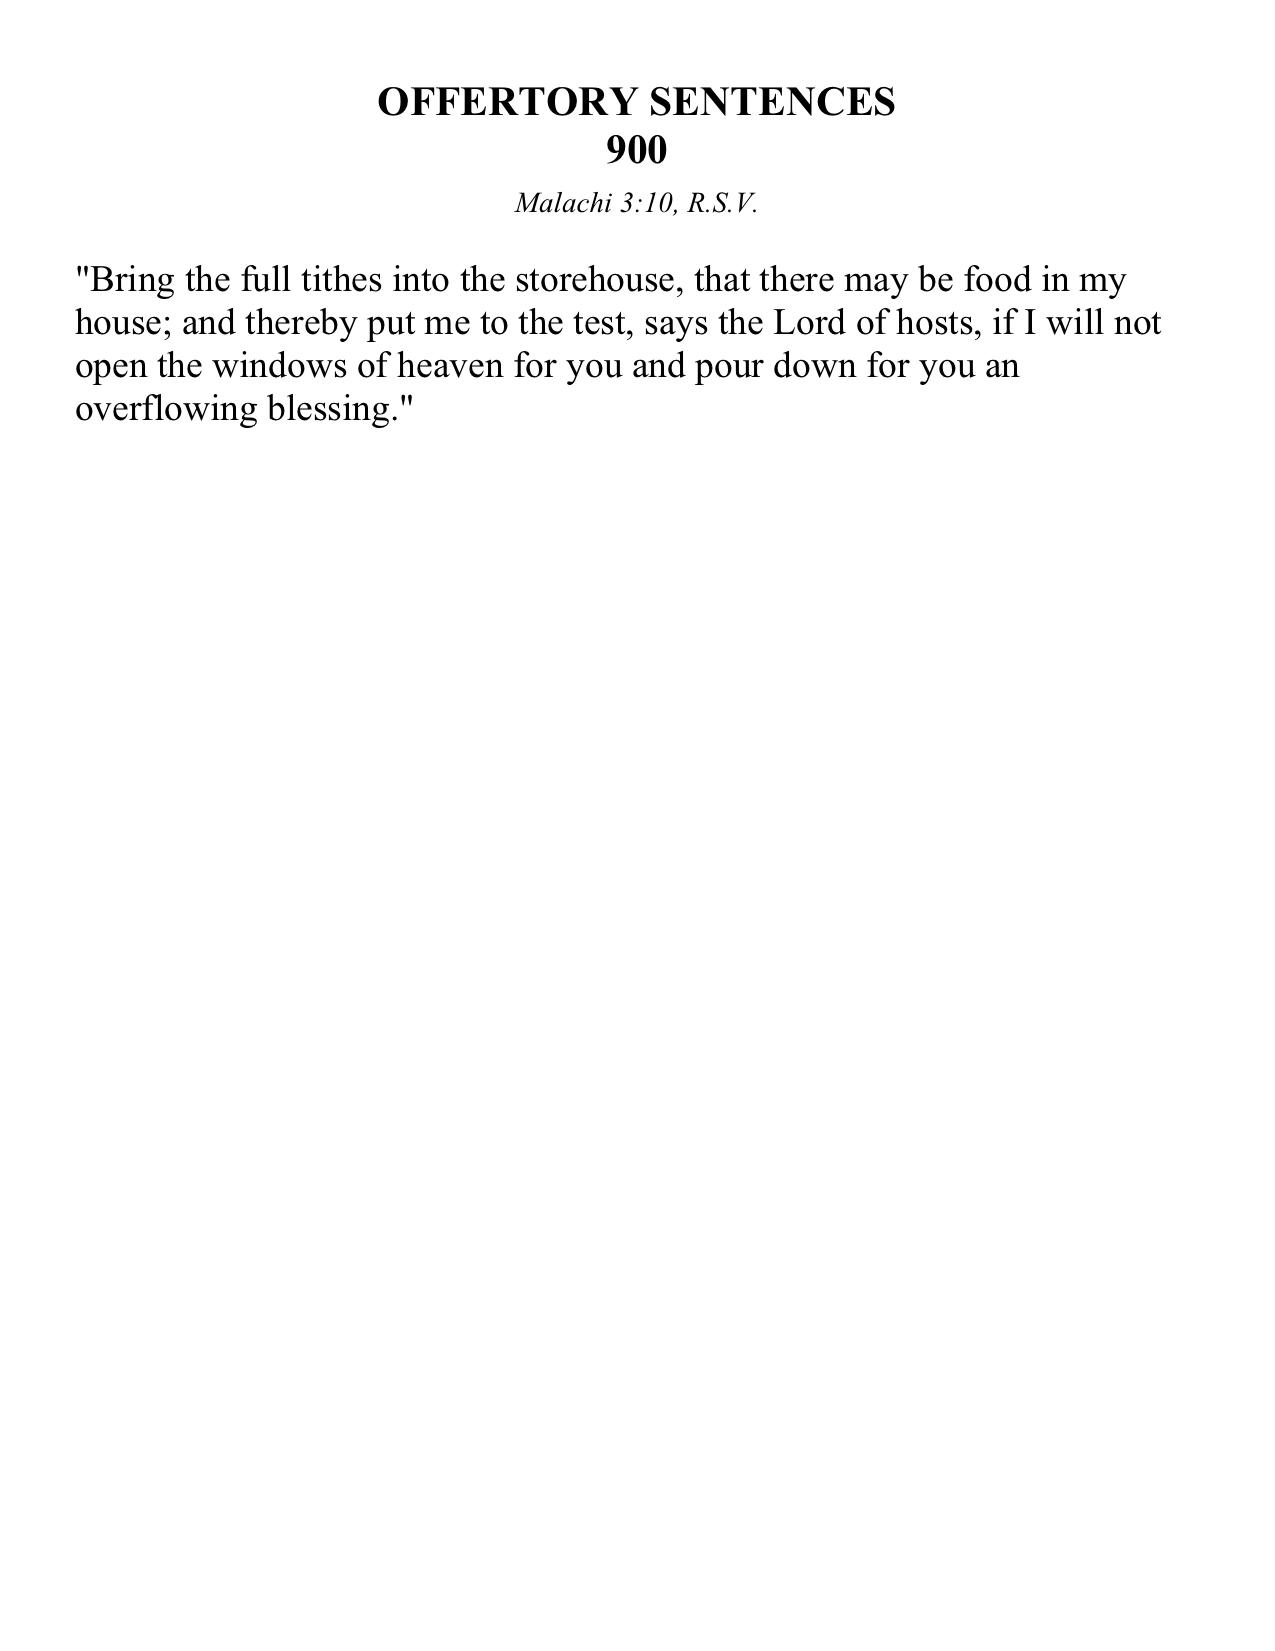 OFFERTORY SENTENCES
900
Malachi 3:10, R.S.V.
"Bring the full tithes into the storehouse, that there may be food in my
house; and thereby put me to the test, says the Lord of hosts, if I will not
open the windows of heaven for you and pour down for you an
overflowing blessing."